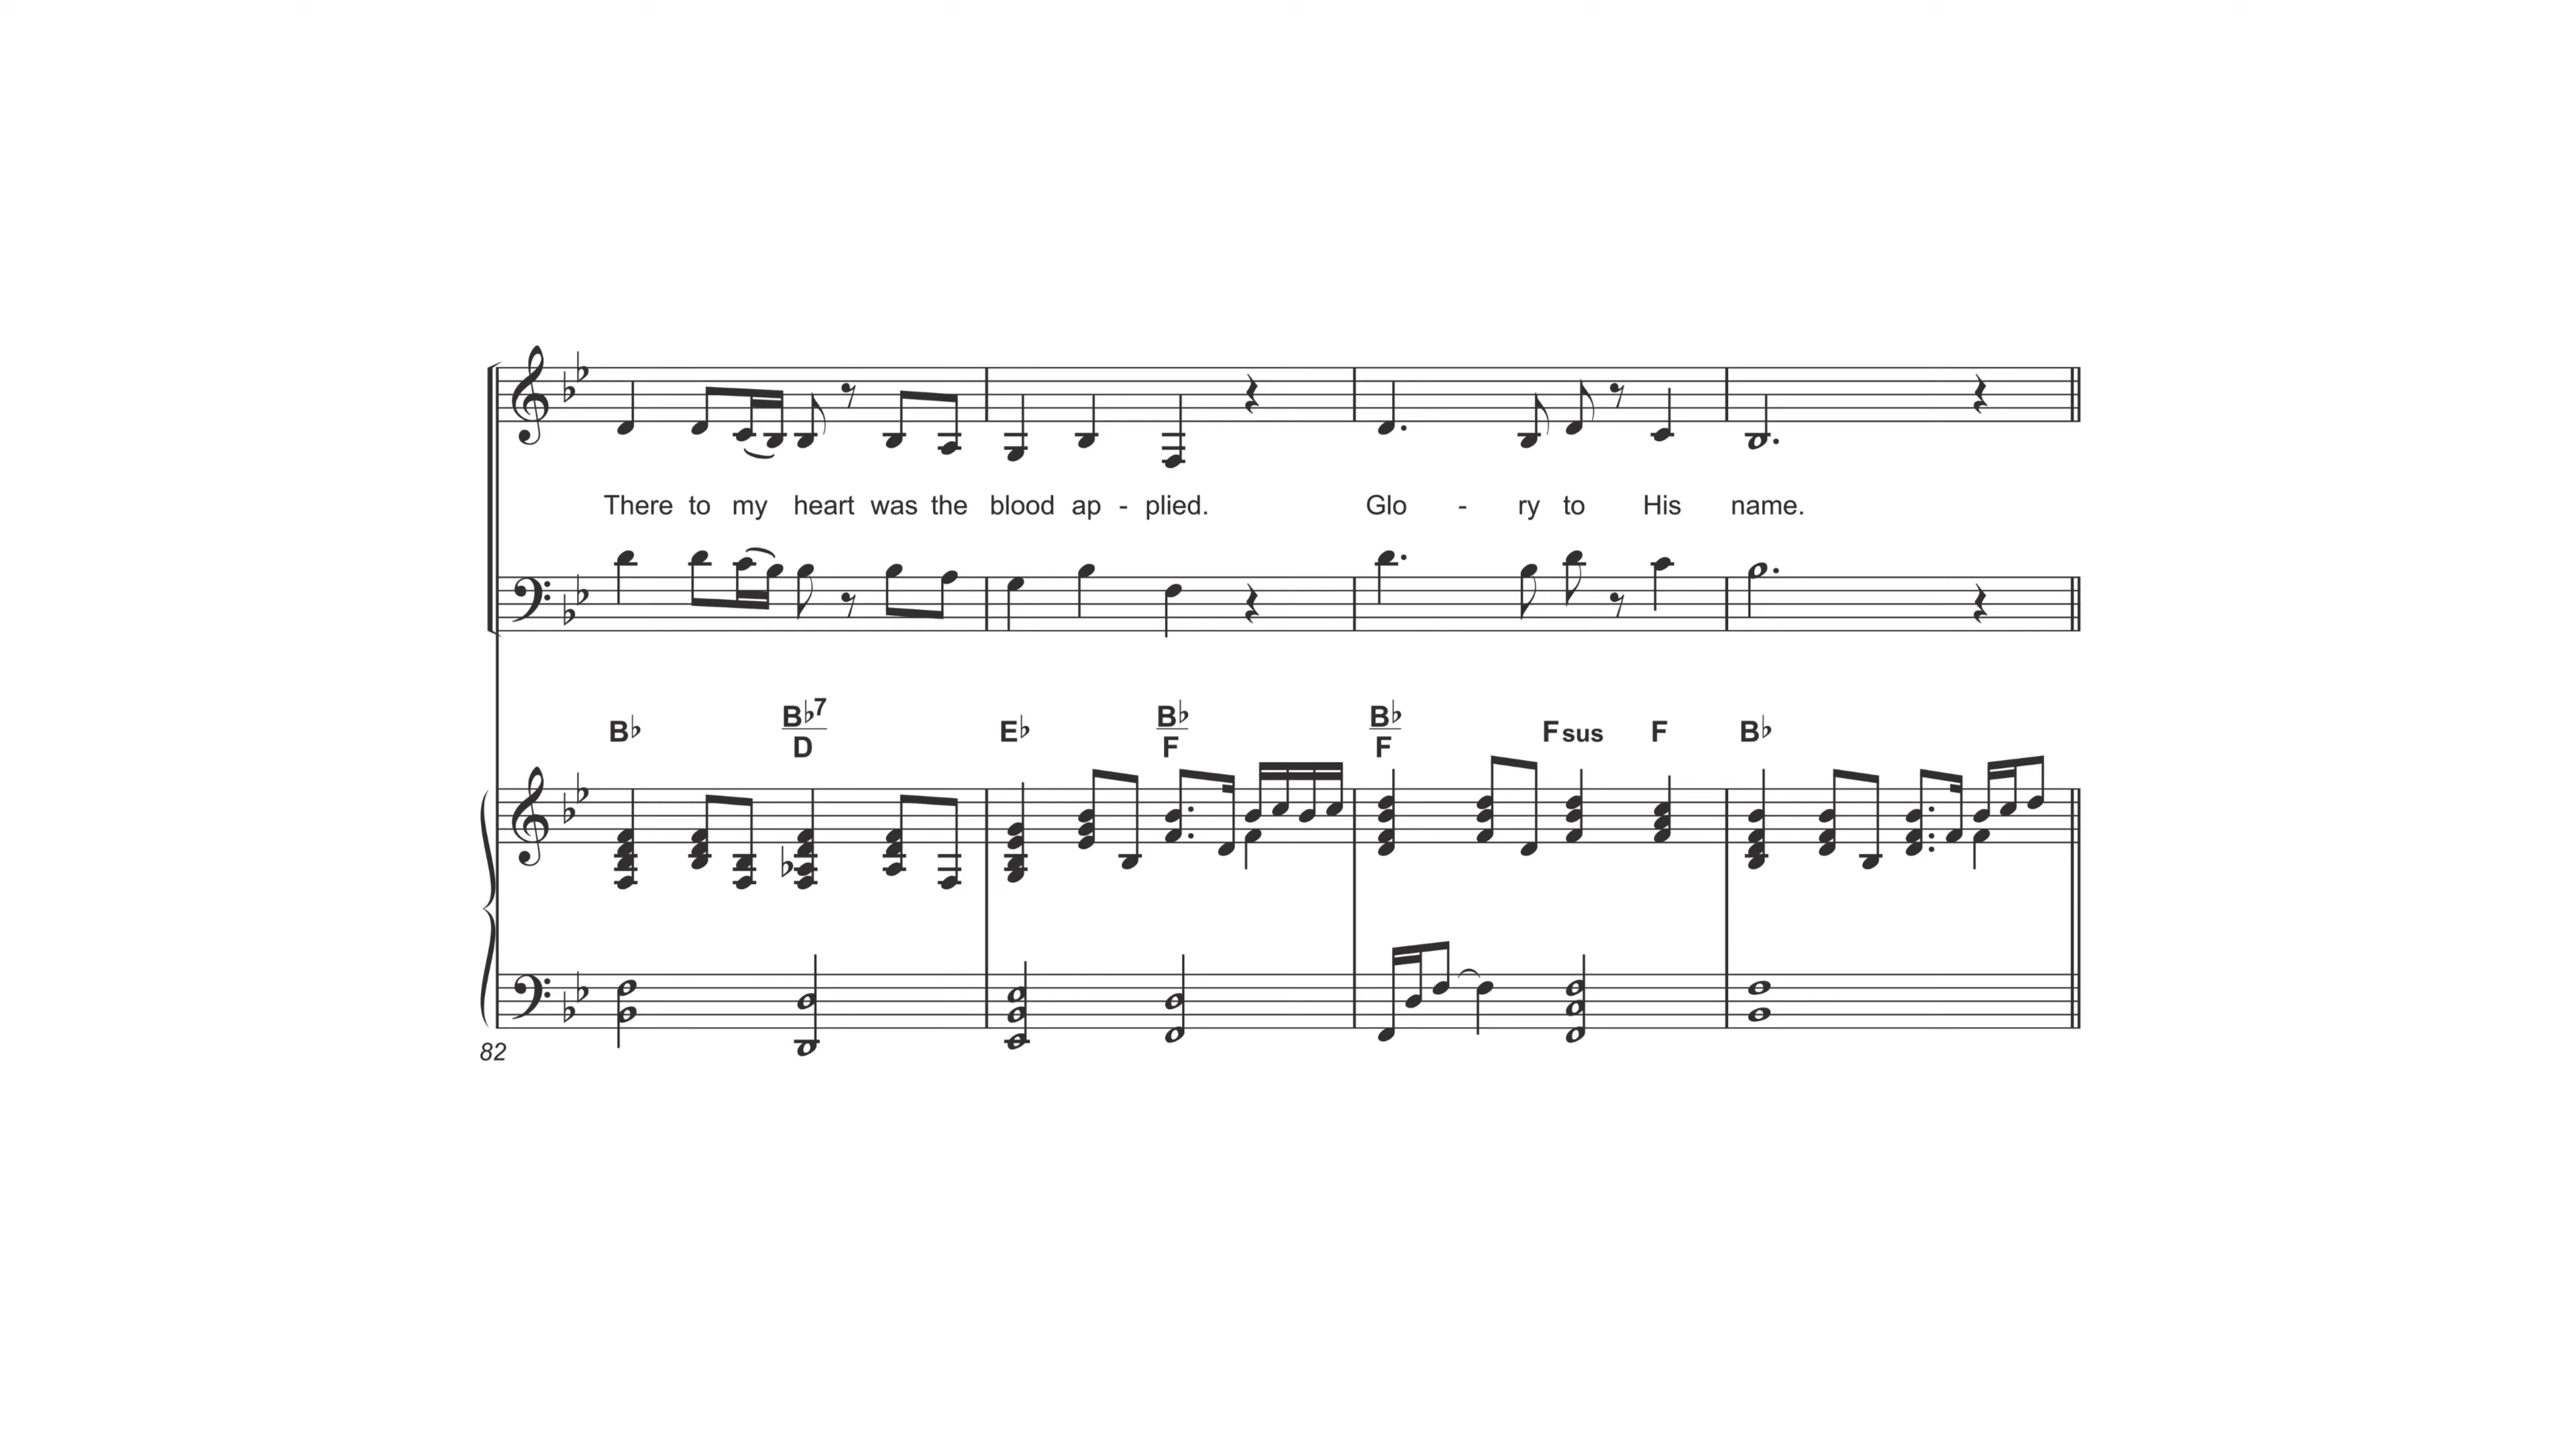 There to my heart was the blood ap - plied. Glo - ry to His name.
B♭ B♭7/D E♭ B♭/F B♭/F Fsus F B♭
82